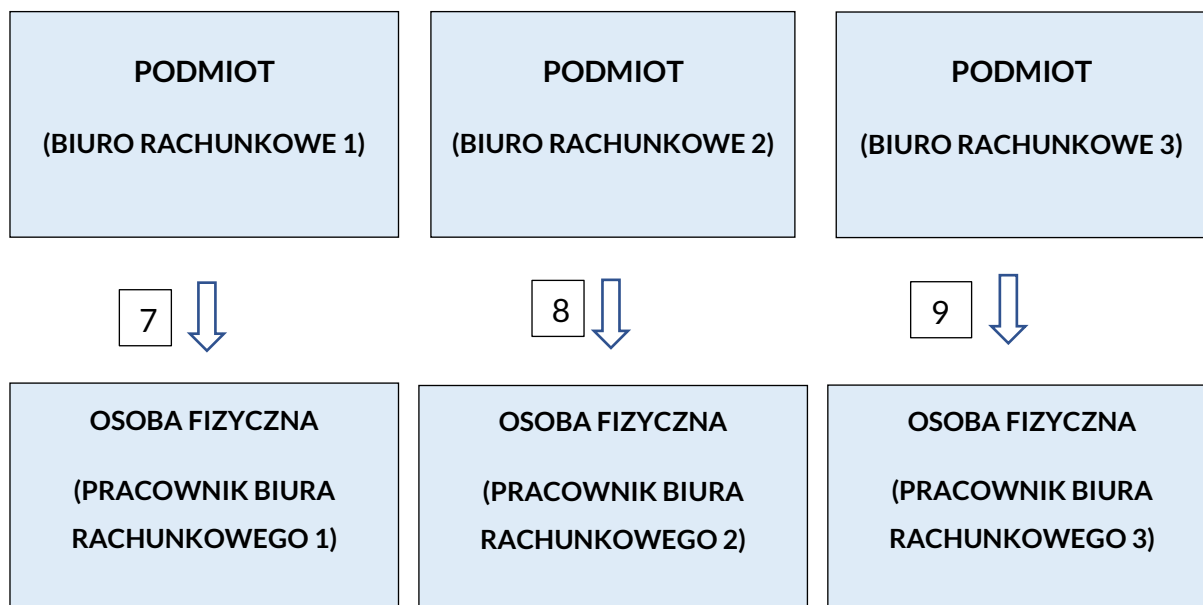 PODMIOT
(BIURO RACHUNKOWE 1)
PODMIOT
(BIURO RACHUNKOWE 2)
PODMIOT
(BIURO RACHUNKOWE 3)
7
8
9
OSOBA FIZYCZNA
(PRACOWNIK BIURA
RACHUNKOWEGO 1)
OSOBA FIZYCZNA
(PRACOWNIK BIURA
RACHUNKOWEGO 2)
OSOBA FIZYCZNA
(PRACOWNIK BIURA
RACHUNKOWEGO 3)